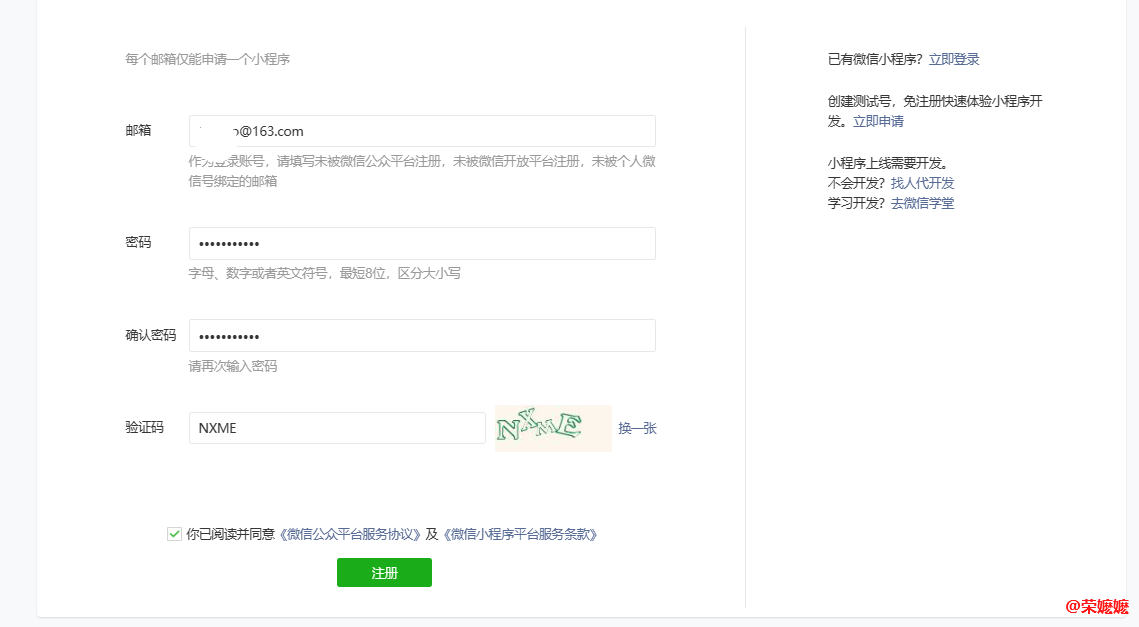 每个邮箱仅能申请一个小程序
邮箱
o@163.com
作为登录账号，请填写未被微信公众平台注册，未被微信开放平台注册，未被个人微
信号绑定的邮箱
密码
•••••••••••
字母、数字或者英文符号，最短8位，区分大小写
确认密码
•••••••••••
请再次输入密码
验证码
NXME
NXME
换一张
你已阅读并同意《微信公众平台服务协议》及《微信小程序平台服务条款》
注册
已有微信小程序？立即登录
创建测试号，免注册快速体验小程序开
发。立即申请
小程序上线需要开发。
不会开发？找人代开发
学习开发？去微信学堂
@荣嬷嬷